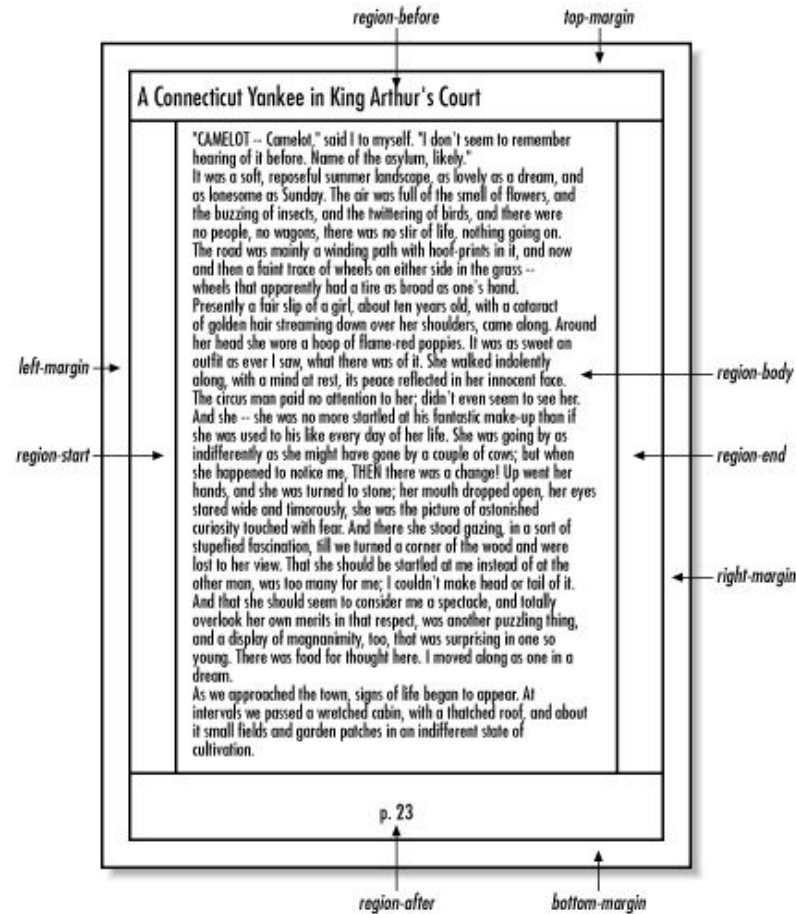 region-before
top-margin
A Connecticut Yankee in King Arthur's Court
"CAMELOT -- Camelot," said I to myself. "I don't seem to remember
hearing of it before. Name of the asylum, likely."
It was a soft, reposeful summer landscape, as lovely as a dream, and
as lonesome as Sunday. The air was full of the smell of flowers, and
the buzzing of insects, and the twittering of birds, and there were
no people, no wagons, there was no stir of life, nothing going on.
The road was mainly a winding path with hoof-prints in it, and now
and then a faint trace of wheels on either side in the grass --
wheels that apparently had a tire as broad as one's hand.
Presently a fair slip of a girl, about ten years old, with a cataract
of golden hair streaming down over her shoulders, came along. Around
her head she wore a hoop of flame-red poppies. It was as sweet an
outfit as ever I saw, what there was of it. She walked indolently
along, with a mind at rest, its peace reflected in her innocent face.
The circus man paid no attention to her; didn't even seem to see her.
And she -- she was no more startled at his fantastic make-up than if
she was used to his like every day of her life. She was going by as
indifferently as she might have gone by a couple of cows; but when
she happened to notice me, THEN there was a change! Up went her
hands, and she was turned to stone; her mouth dropped open, her eyes
stared wide and timorously, she was the picture of astonished
curiosity touched with fear. And there she stood gazing, in a sort of
stupefied fascination, till we turned a corner of the wood and were
lost to her view. That she should be startled at me instead of at the
other man, was too many for me; I couldn't make head or tail of it.
And that she should seem to consider me a spectacle, and totally
overlook her own merits in that respect, was another puzzling thing,
and a display of magnanimity, too, that was surprising in one so
young. There was food for thought here. I moved along as one in a
dream.
As we approached the town, signs of life began to appear. At
intervals we passed a wretched cabin, with a thatched roof, and about
it small fields and garden patches in an indifferent state of
cultivation.
left-margin
region-body
region-start
region-end
right-margin
p. 23
region-after
bottom-margin